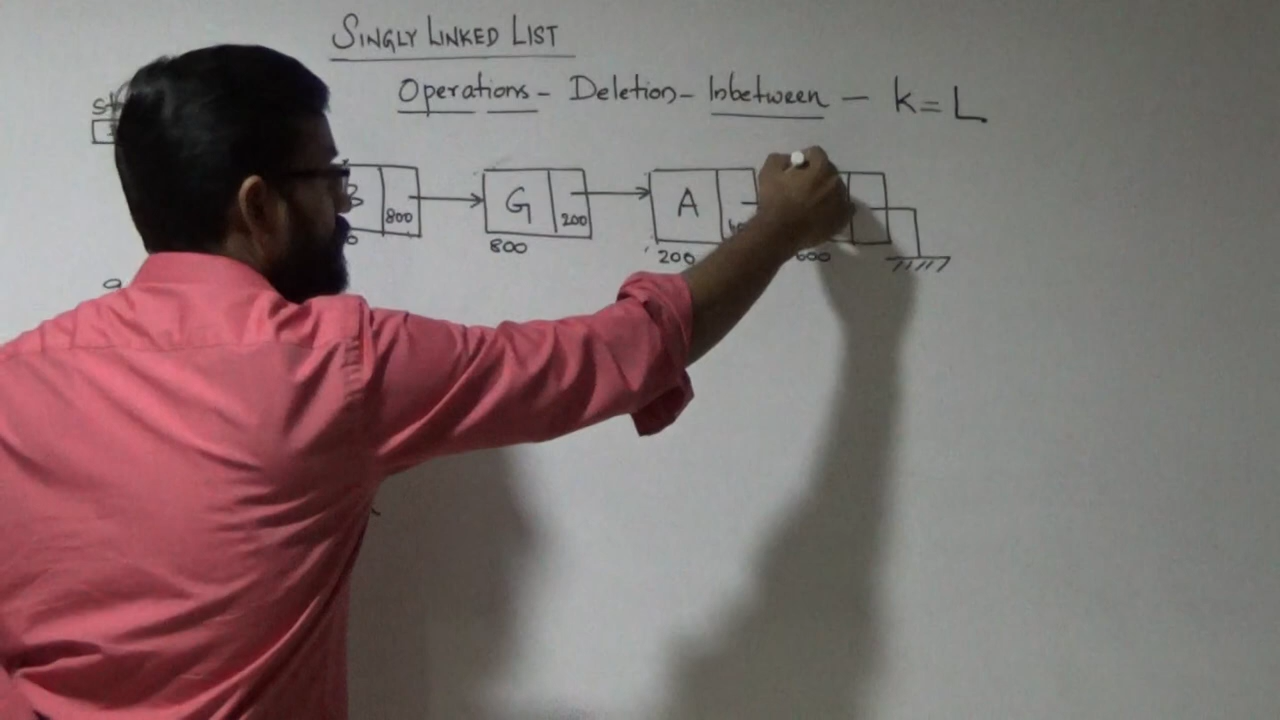 SINGLY LINKED LIST
Operations - Deletion - Inbetween - k = L
B 800 G 200 A
800 200 600